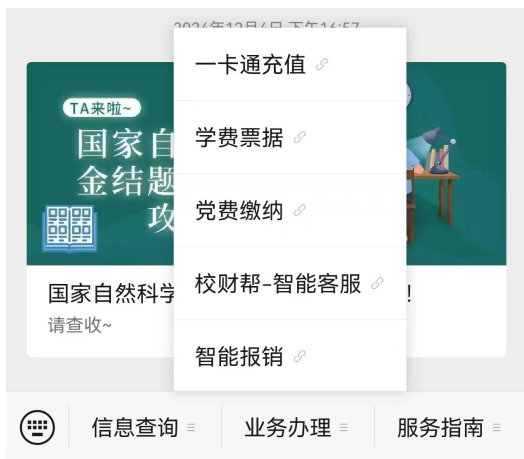 一卡通充值
TA来啦~
学费票据
国家自
金结题
攻
党费缴纳
校财帮-智能客服
国家自然科学
!
请查收~
智能报销
信息查询
业务办理
服务指南